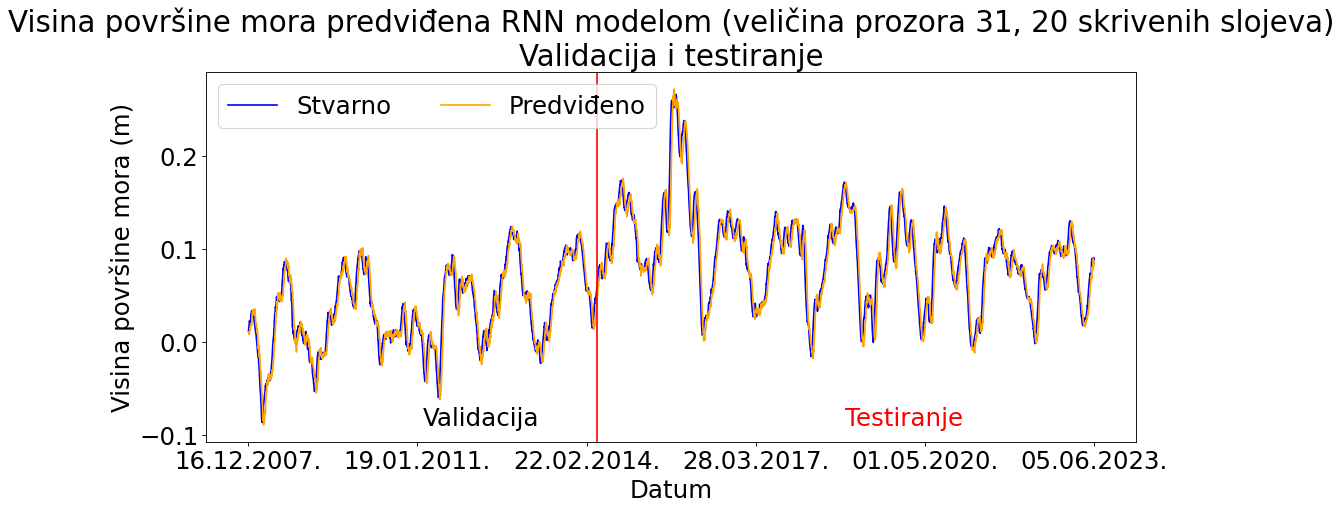 Visina površine mora predviđena RNN modelom (veličina prozora 31, 20 skrivenih slojeva)
Validacija i testiranje
Stvarno
Predviđeno
Visina površine mora (m)
0.2
0.1
0.0
−0.1
Validacija
Testiranje
16.12.2007.
19.01.2011.
22.02.2014.
28.03.2017.
01.05.2020.
05.06.2023.
Datum